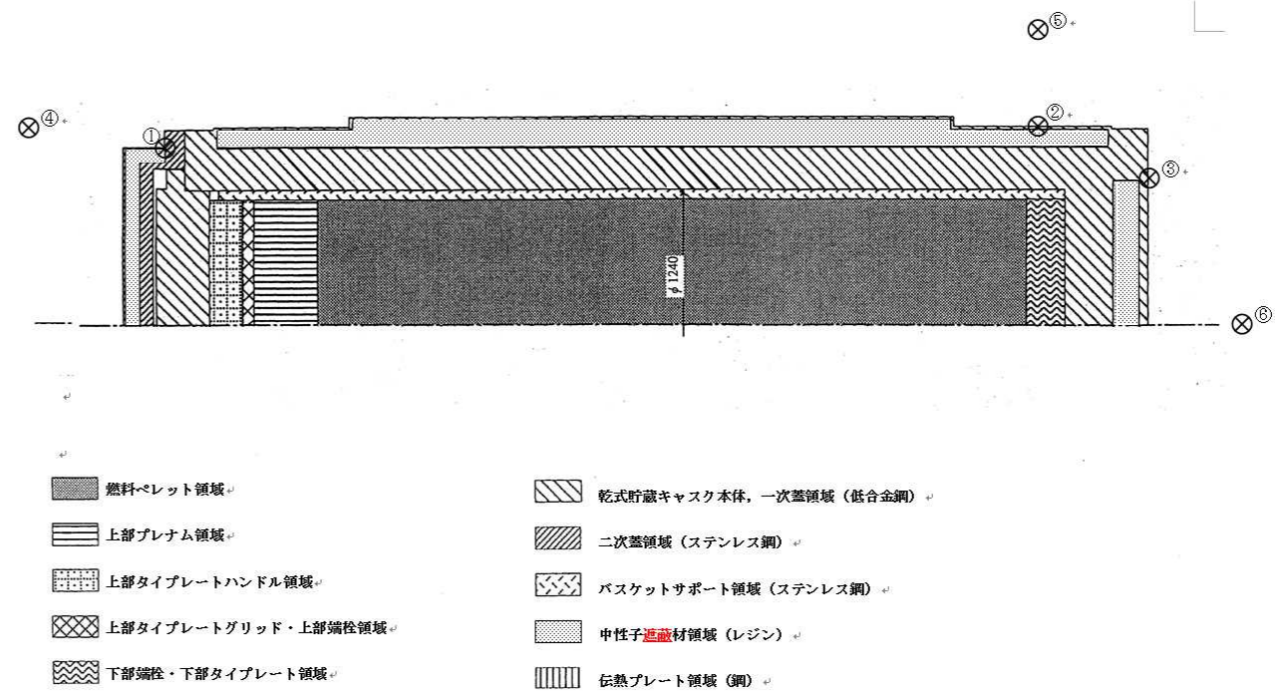 ⑤
④
①
②
③
φ 1240
⑥
燃料ペレット領域
上部プレナム領域
上部タイプレートハンドル領域
上部タイプレートグリッド・上部端栓領域
下部端栓・下部タイプレート領域
乾式貯蔵キャスク本体，一次蓋領域（低合金鋼）
二次蓋領域（ステンレス鋼）
バスケットサポート領域（ステンレス鋼）
中性子遮蔽材領域（レジン）
伝熱プレート領域（銅）